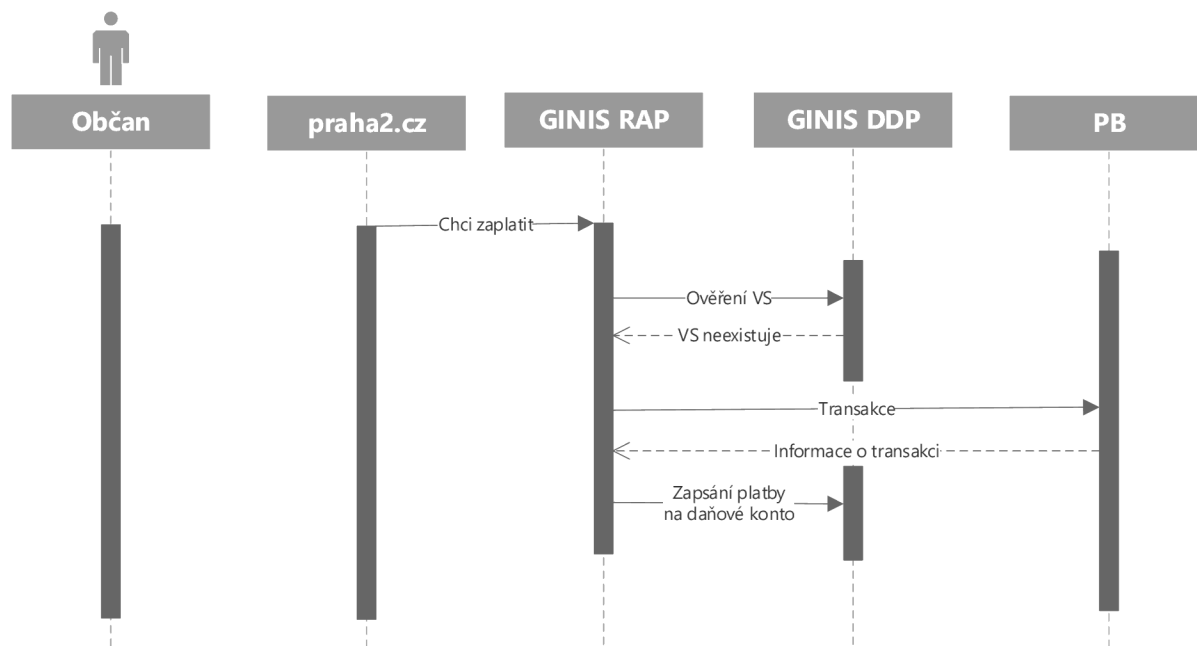 Občan
praha2.cz
GINIS RAP
GINIS DDP
PB
Chci zaplatit
Ověření VS
VS neexistuje
Transakce
Informace o transakci
Zapsání platby
na daňové konto